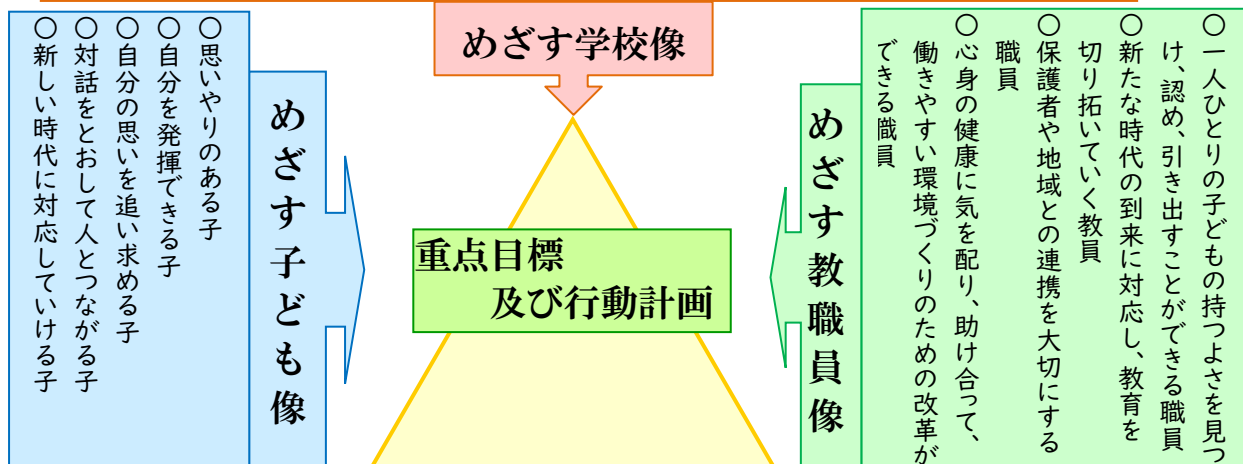 めざす学校像
○一人ひとりの子どもの持つよさを見つ
け、認め、引き出すことができる職員
○新たな時代の到来に対応し、教育を
切り拓いていく教員
○保護者や地域との連携を大切にする
職員
○心身の健康に気を配り、助け合って、
働きやすい環境づくりのための改革が
できる職員
めざす教職員像
重点目標
及び行動計画
めざす子ども像
○思いやりのある子
○自分を発揮できる子
○自分の思いを追い求める子
○対話をとおして人とつながる子
○新しい時代に対応していける子